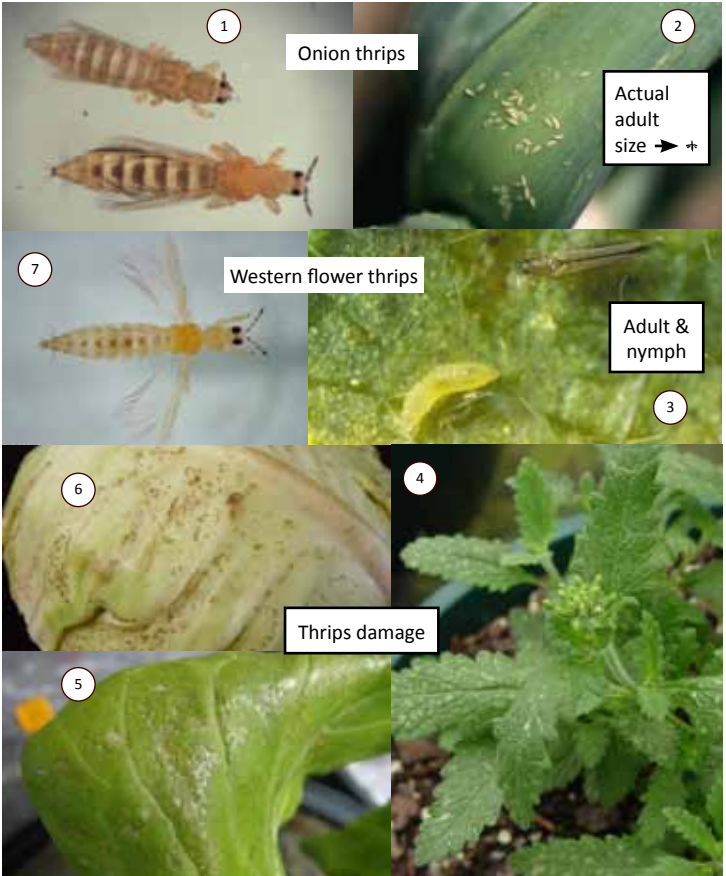 1
Onion thrips
2
Actual
adult
size
7
Western flower thrips
Adult &
nymph
3
6
4
Thrips damage
5